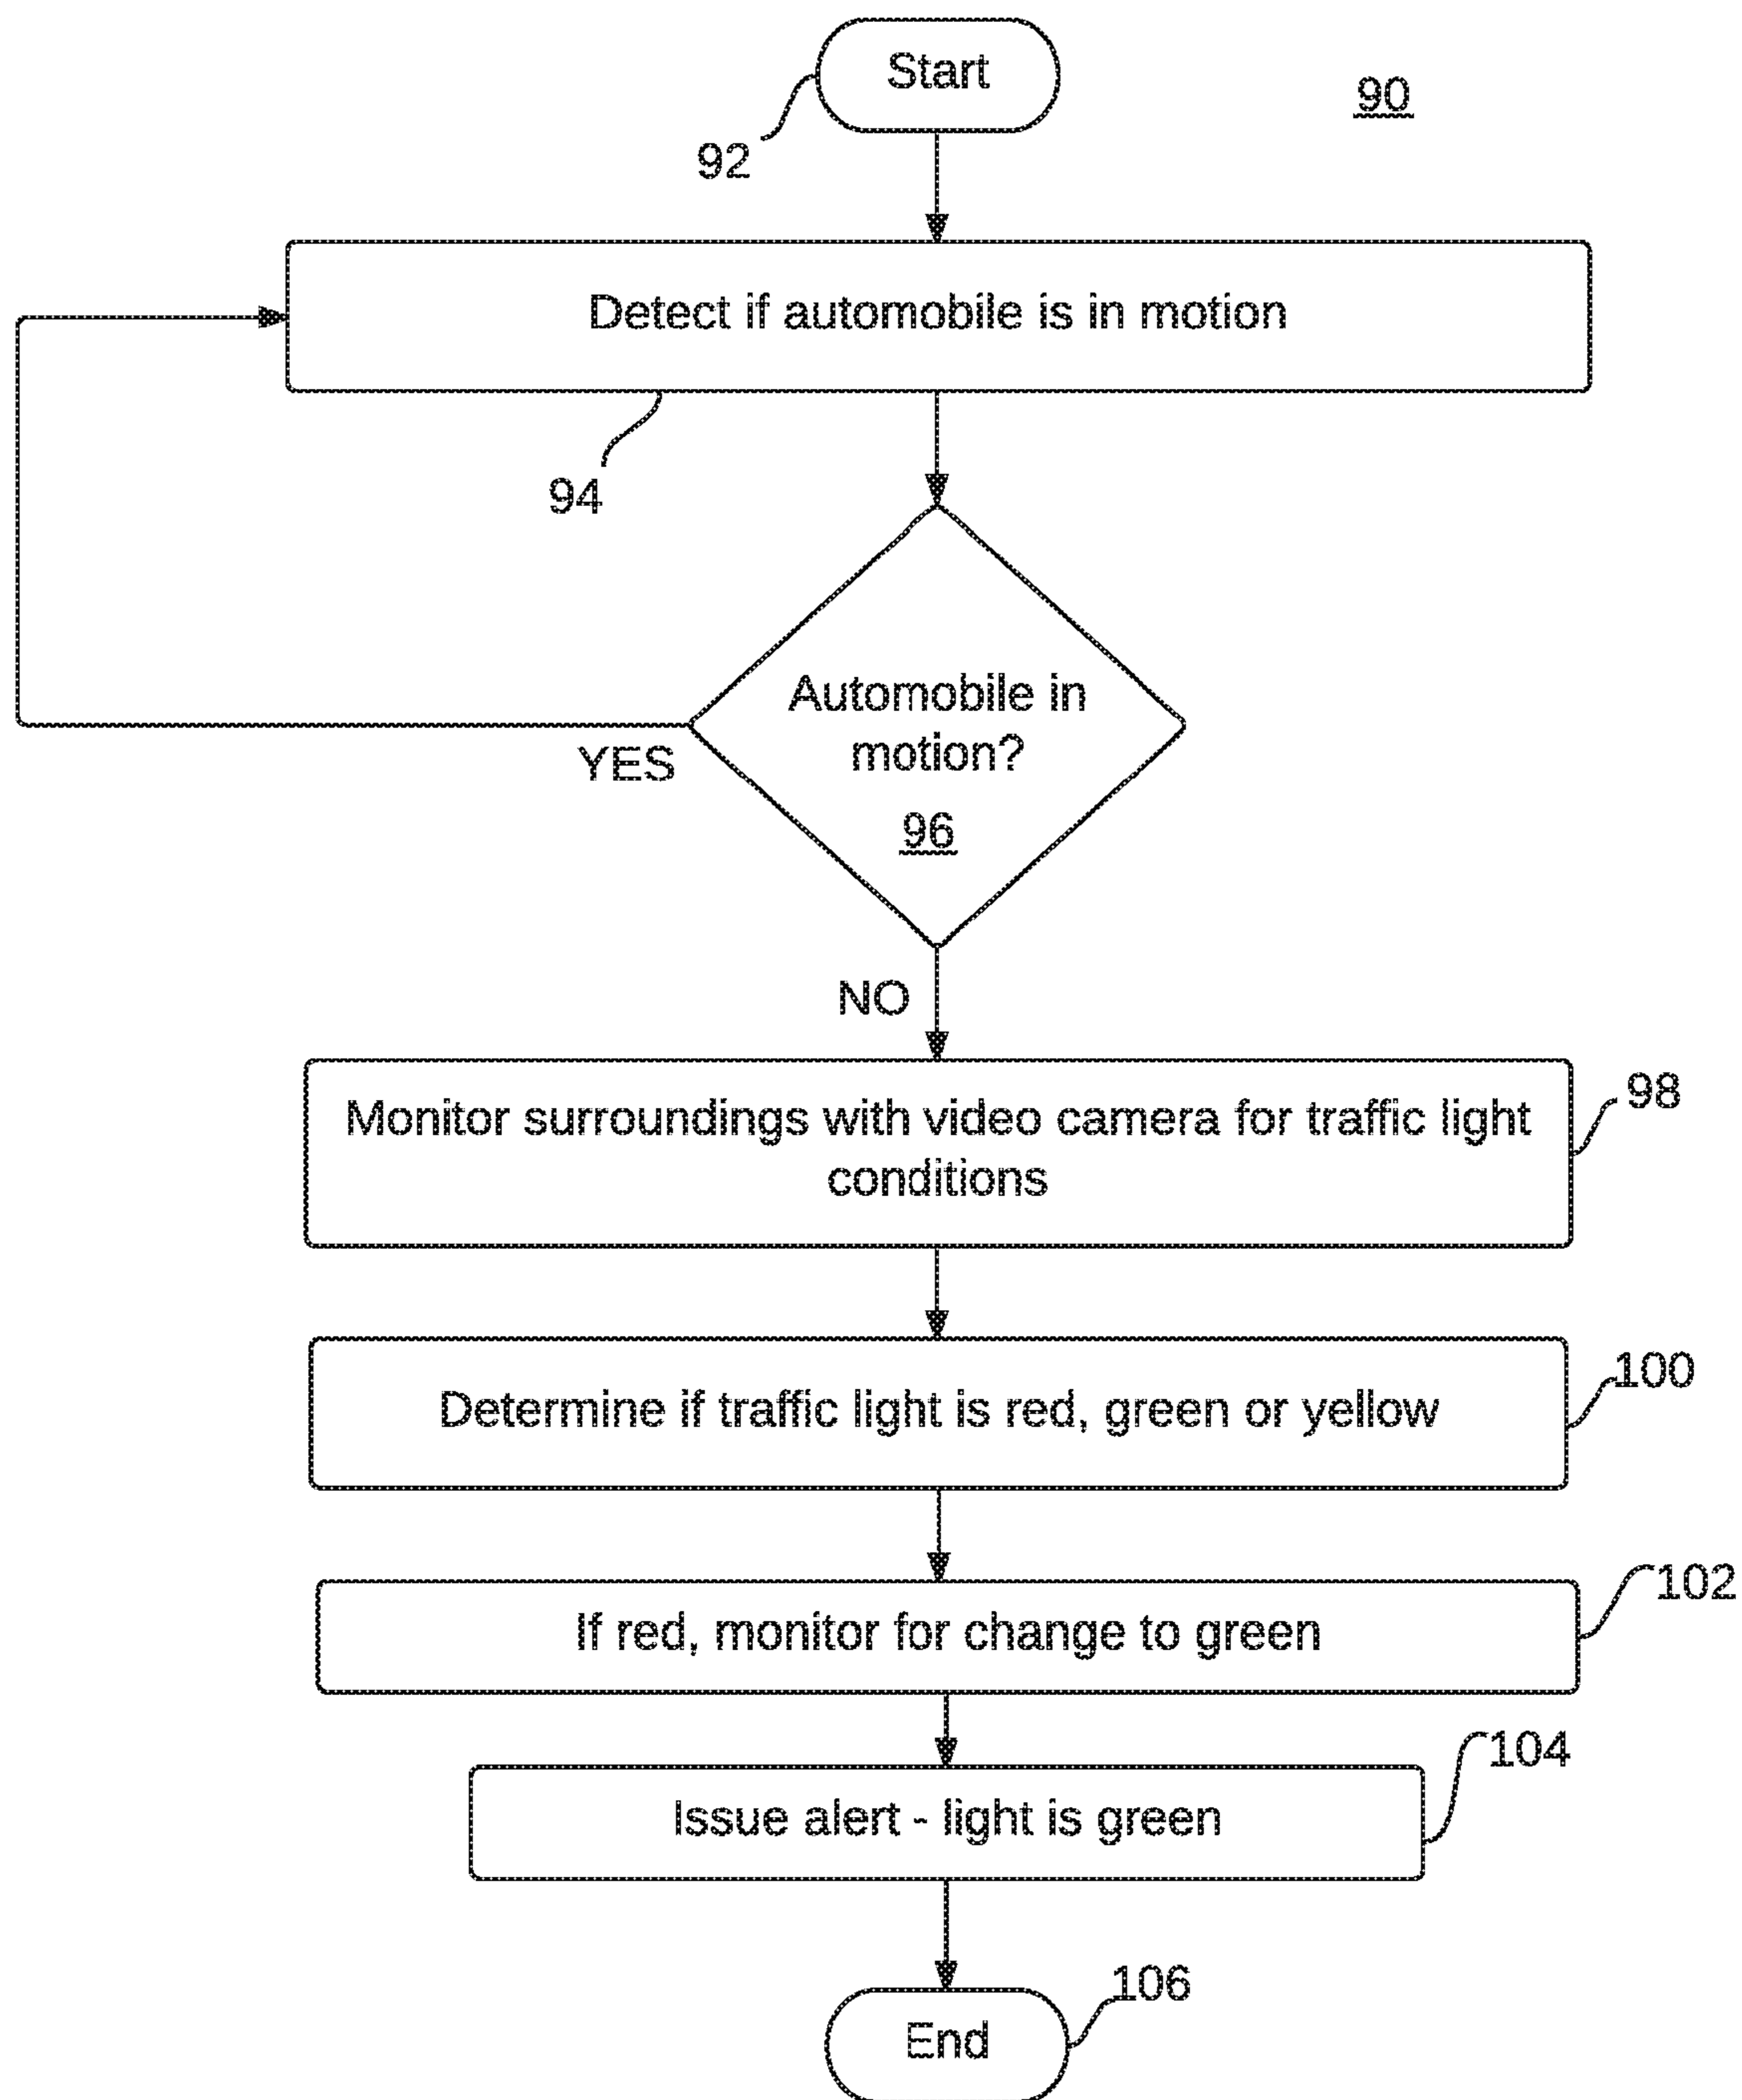 Start
90
92
Detect if automobile is in motion
94
Automobile in
motion?
96
YES
NO
Monitor surroundings with video camera for traffic light
conditions
98
Determine if traffic light is red, green or yellow
100
If red, monitor for change to green
102
Issue alert - light is green
104
End
106